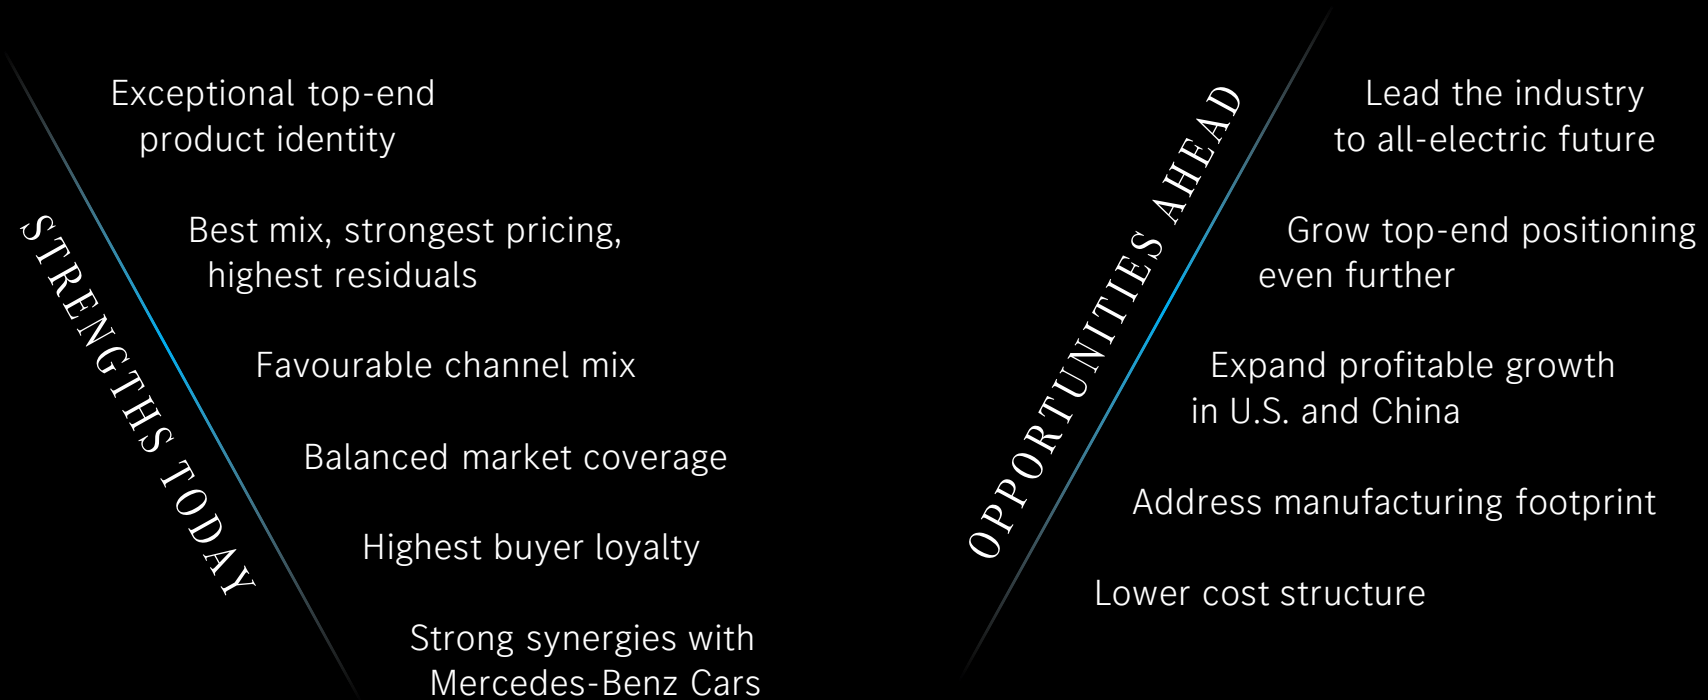 STRENGTHS TODAY
Exceptional top-end
product identity
Best mix, strongest pricing,
highest residuals
Favourable channel mix
Balanced market coverage
Highest buyer loyalty
Strong synergies with
Mercedes-Benz Cars
OPPORTUNITIES AHEAD
Lead the industry
to all-electric future
Grow top-end positioning
even further
Expand profitable growth
in U.S. and China
Address manufacturing footprint
Lower cost structure